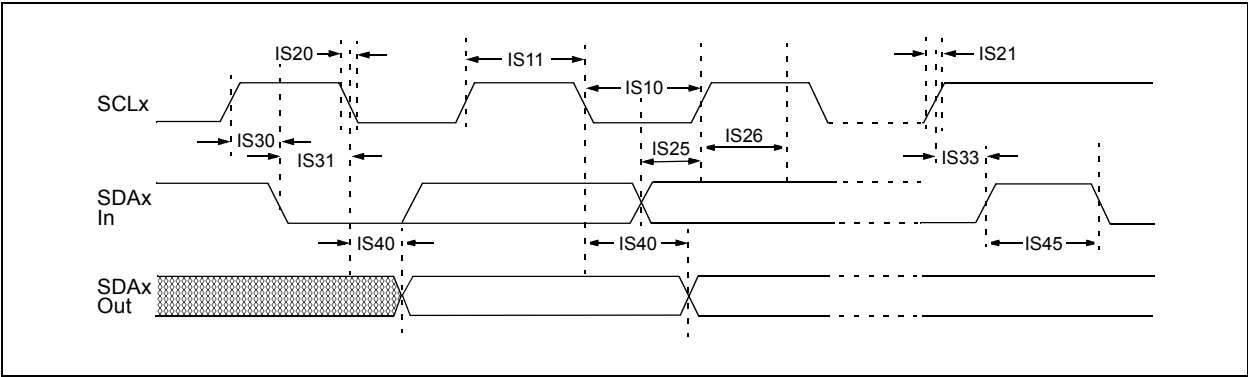 IS20
IS11
IS21
IS10
SCLx
IS30
IS26
IS31
IS25
IS33
SDAx
In
IS40
IS40
IS45
SDAx
Out